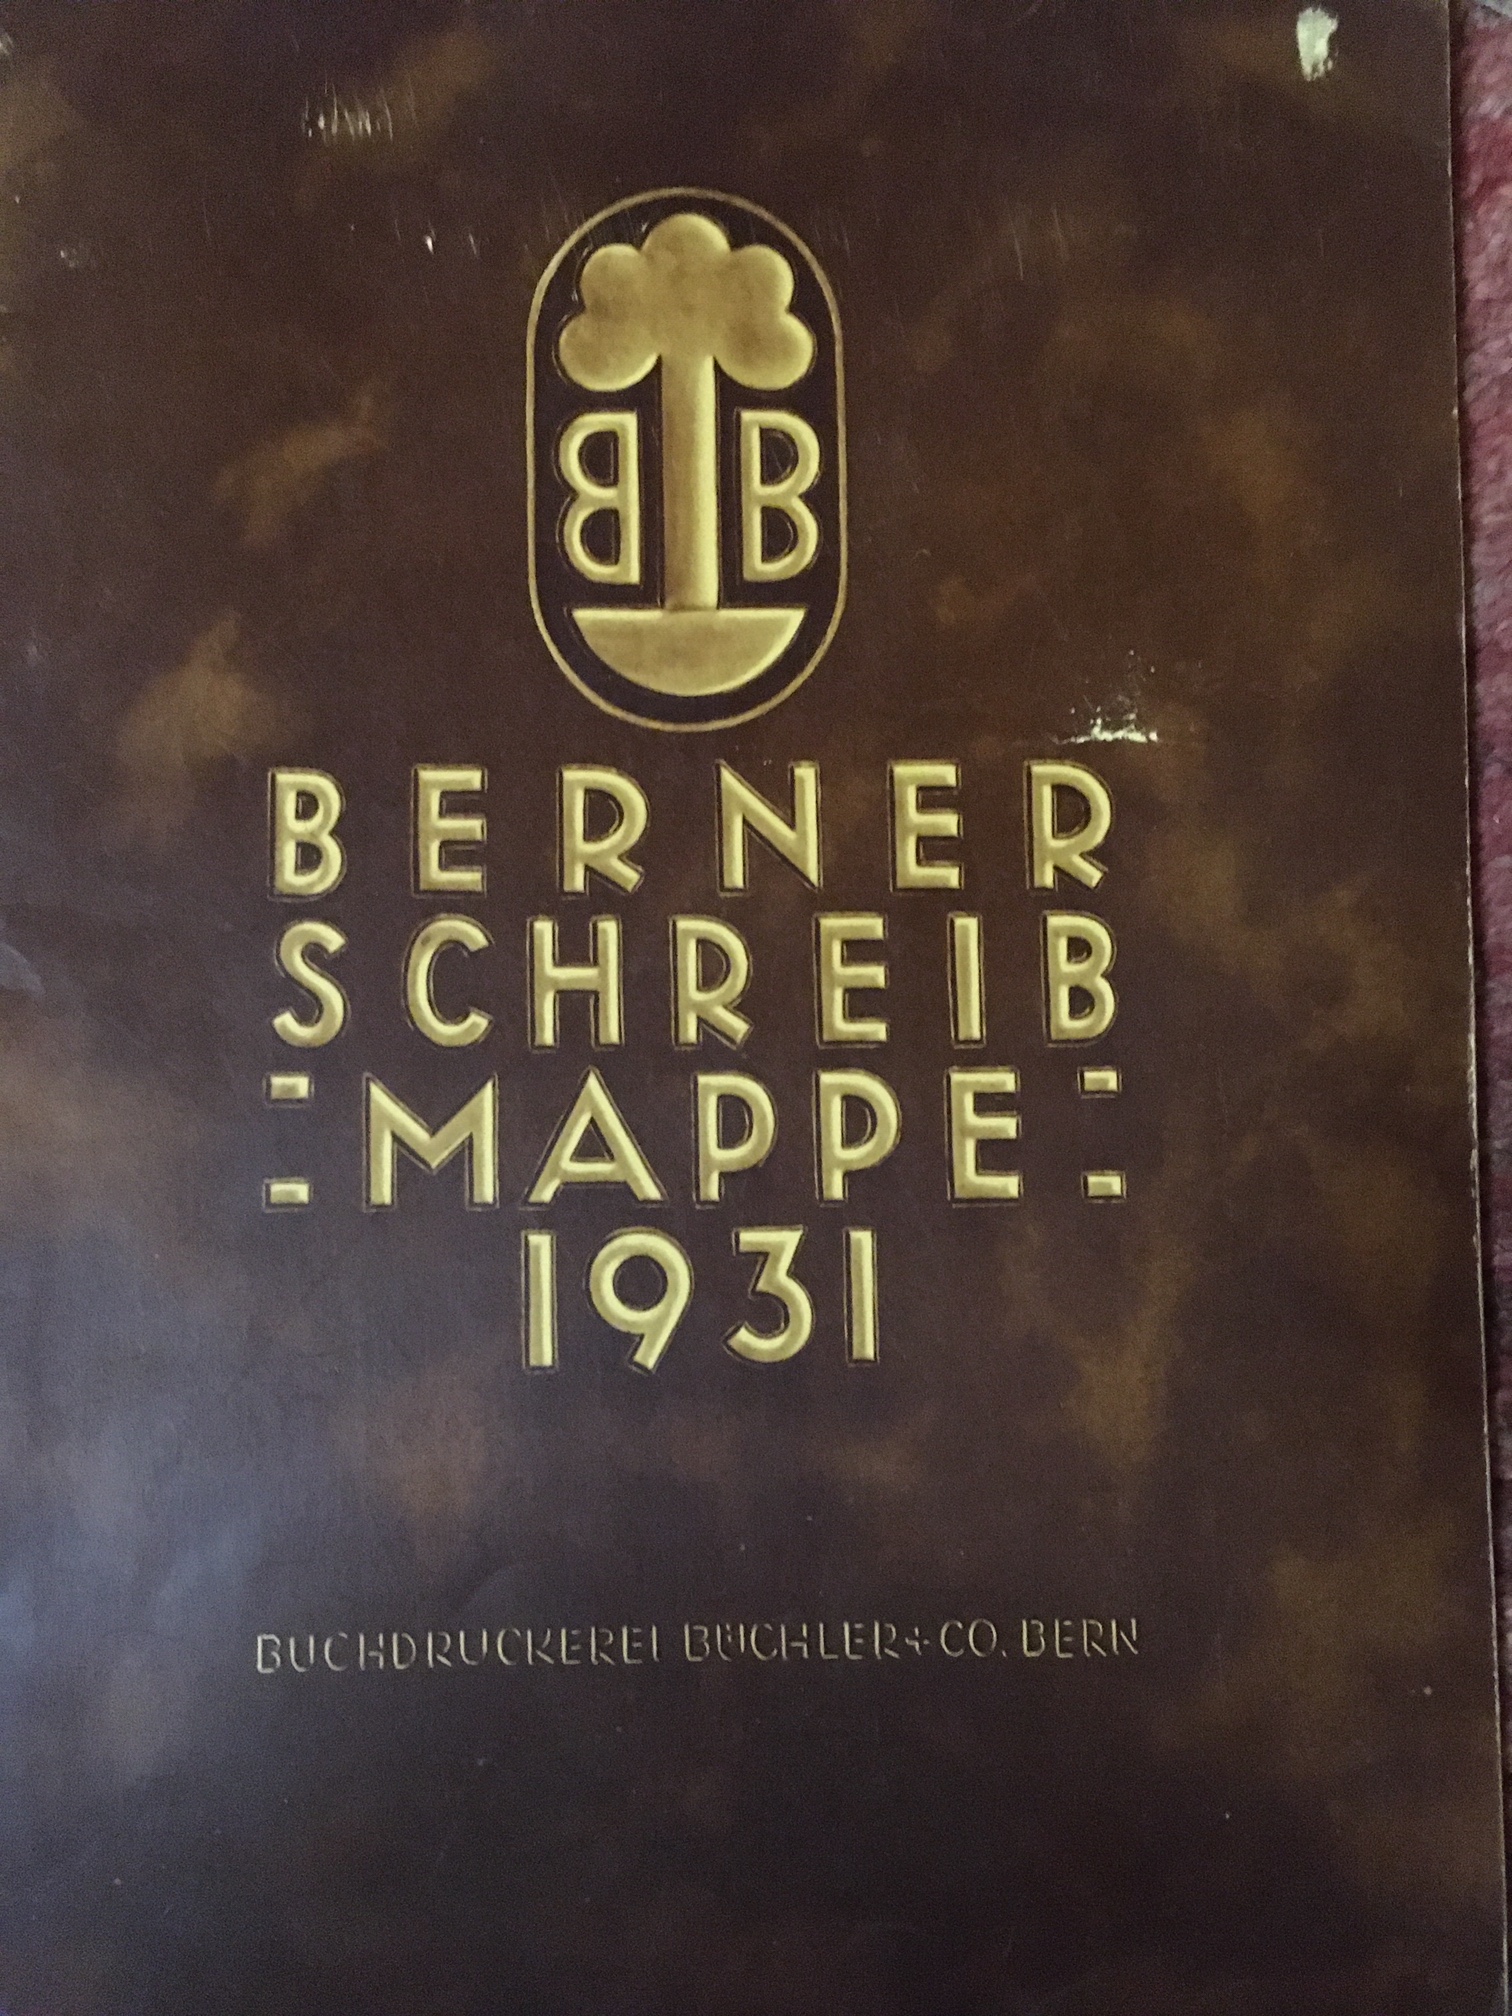 BB
BERNER
SCHREIB
:MAPPE:
1931
BUCHDRUCKEREI BÜCHLER+CO. BERN